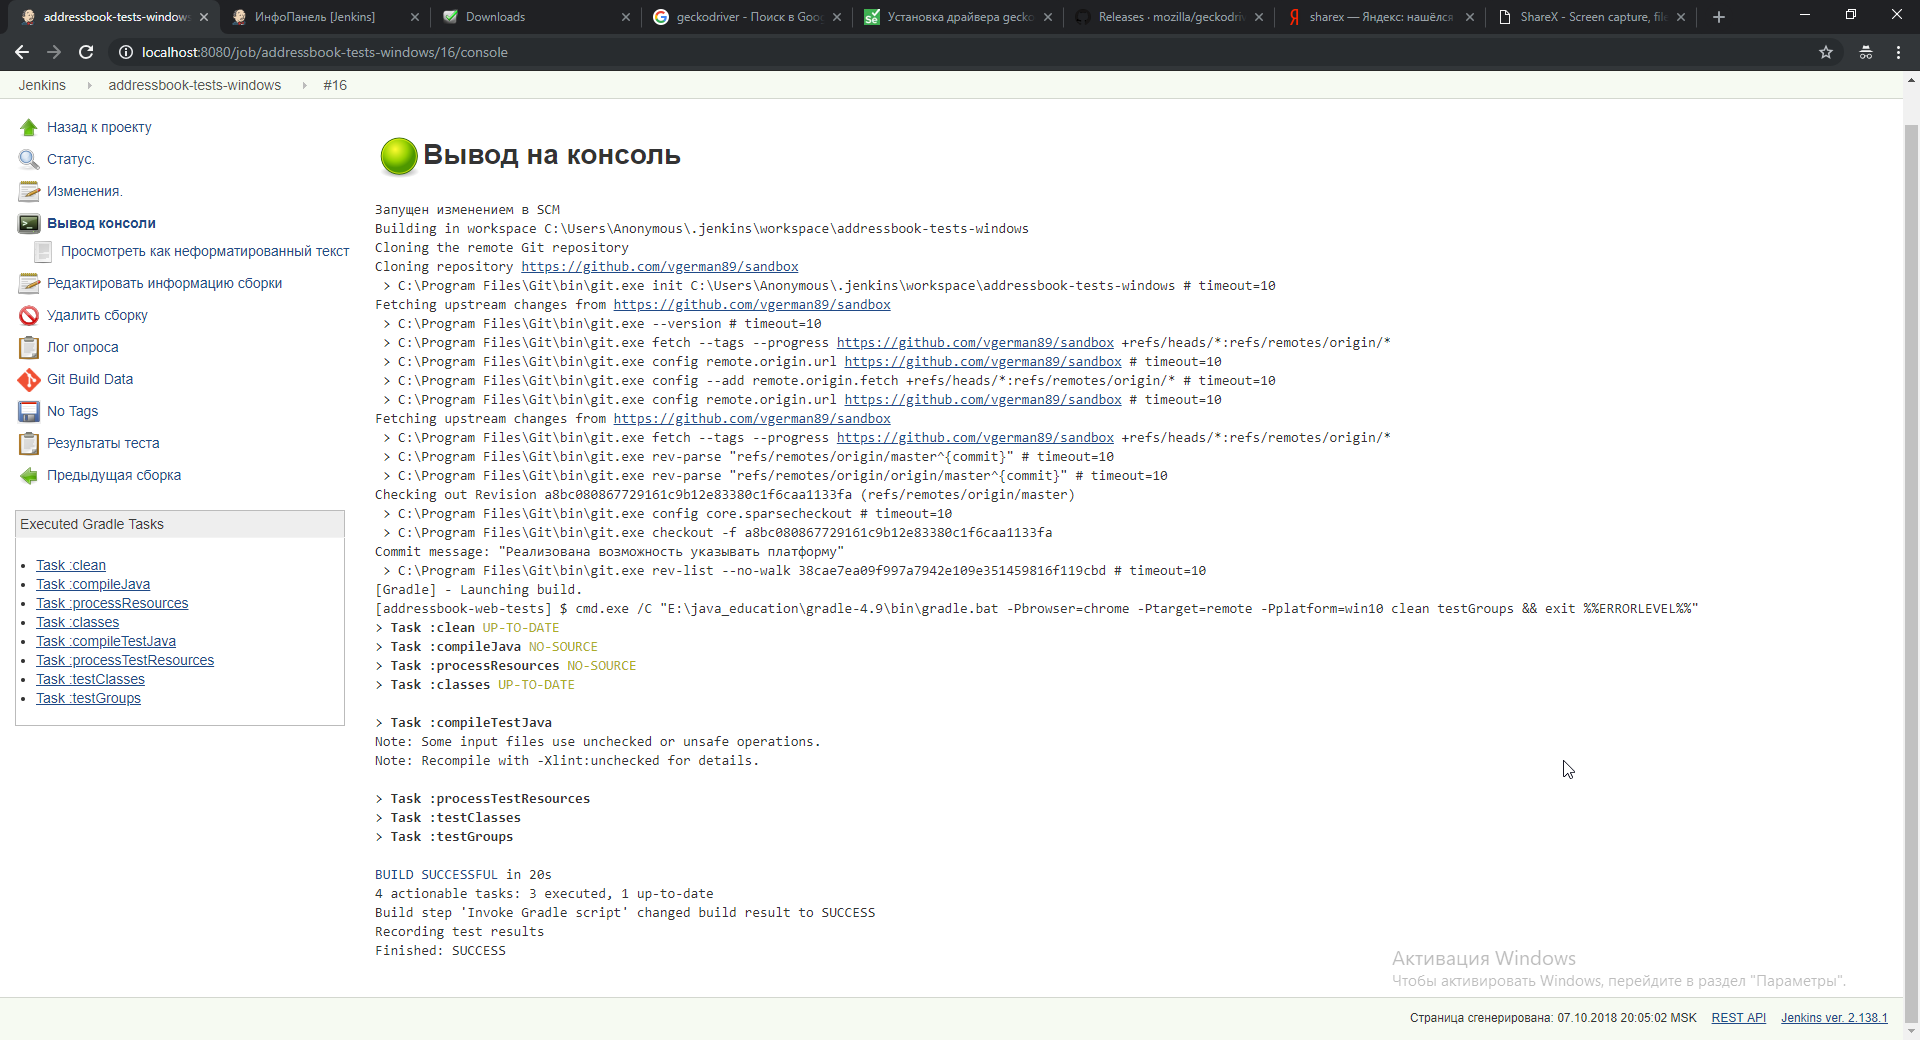 addressbook-tests-windows
ИнфоПанель [Jenkins]
Downloads
geckodriver - Поиск в Goo
Установка драйвера gecko
Releases · mozilla/geckodriv
sharex — Яндекс: нашёлся
ShareX - Screen capture, file
localhost:8080/job/addressbook-tests-windows/16/console
Jenkins
addressbook-tests-windows
#16
Назад к проекту
Статус.
Изменения.
Вывод консоли
Просмотреть как неформатированный текст
Редактировать информацию сборки
Удалить сборку
Лог опроса
Git Build Data
No Tags
Результаты теста
Предыдущая сборка
Executed Gradle Tasks
Task :clean
Task :compileJava
Task :processResources
Task :classes
Task :compileTestJava
Task :processTestResources
Task :testClasses
Task :testGroups
Вывод на консоль
Запущен изменением в SCM
Building in workspace C:\Users\Anonymous\.jenkins\workspace\addressbook-tests-windows
Cloning the remote Git repository
Cloning repository https://github.com/vgerman89/sandbox
> C:\Program Files\Git\bin\git.exe init C:\Users\Anonymous\.jenkins\workspace\addressbook-tests-windows # timeout=10
Fetching upstream changes from https://github.com/vgerman89/sandbox
> C:\Program Files\Git\bin\git.exe --version # timeout=10
> C:\Program Files\Git\bin\git.exe fetch --tags --progress https://github.com/vgerman89/sandbox +refs/heads/*:refs/remotes/origin/*
> C:\Program Files\Git\bin\git.exe config remote.origin.url https://github.com/vgerman89/sandbox # timeout=10
> C:\Program Files\Git\bin\git.exe config --add remote.origin.fetch +refs/heads/*:refs/remotes/origin/* # timeout=10
> C:\Program Files\Git\bin\git.exe config remote.origin.url https://github.com/vgerman89/sandbox # timeout=10
Fetching upstream changes from https://github.com/vgerman89/sandbox
> C:\Program Files\Git\bin\git.exe fetch --tags --progress https://github.com/vgerman89/sandbox +refs/heads/*:refs/remotes/origin/*
> C:\Program Files\Git\bin\git.exe rev-parse "refs/remotes/origin/master^{commit}" # timeout=10
> C:\Program Files\Git\bin\git.exe rev-parse "refs/remotes/origin/origin/master^{commit}" # timeout=10
Checking out Revision a8bc080867729161c9b12e83380c1f6caa1133fa (refs/remotes/origin/master)
> C:\Program Files\Git\bin\git.exe config core.sparsecheckout # timeout=10
> C:\Program Files\Git\bin\git.exe checkout -f a8bc080867729161c9b12e83380c1f6caa1133fa
Commit message: "Реализована возможность указывать платформу"
> C:\Program Files\Git\bin\git.exe rev-list --no-walk 38cae7ea09f997a7942e109e351459816f119cbd # timeout=10
[Gradle] - Launching build.
[addressbook-web-tests] $ cmd.exe /C "E:\java_education\gradle-4.9\bin\gradle.bat -Pbrowser=chrome -Ptarget=remote -Pplatform=win10 clean testGroups && exit %%ERRORLEVEL%%"
> Task :clean UP-TO-DATE
> Task :compileJava NO-SOURCE
> Task :processResources NO-SOURCE
> Task :classes UP-TO-DATE
> Task :compileTestJava
Note: Some input files use unchecked or unsafe operations.
Note: Recompile with -Xlint:unchecked for details.
> Task :processTestResources
> Task :testClasses
> Task :testGroups
BUILD SUCCESSFUL in 20s
4 actionable tasks: 3 executed, 1 up-to-date
Build step 'Invoke Gradle script' changed build result to SUCCESS
Recording test results
Finished: SUCCESS
Активация Windows
Чтобы активировать Windows, перейдите в раздел "Параметры".
Страница сгенерирована: 07.10.2018 20:05:02 MSK
REST API
Jenkins ver. 2.138.1